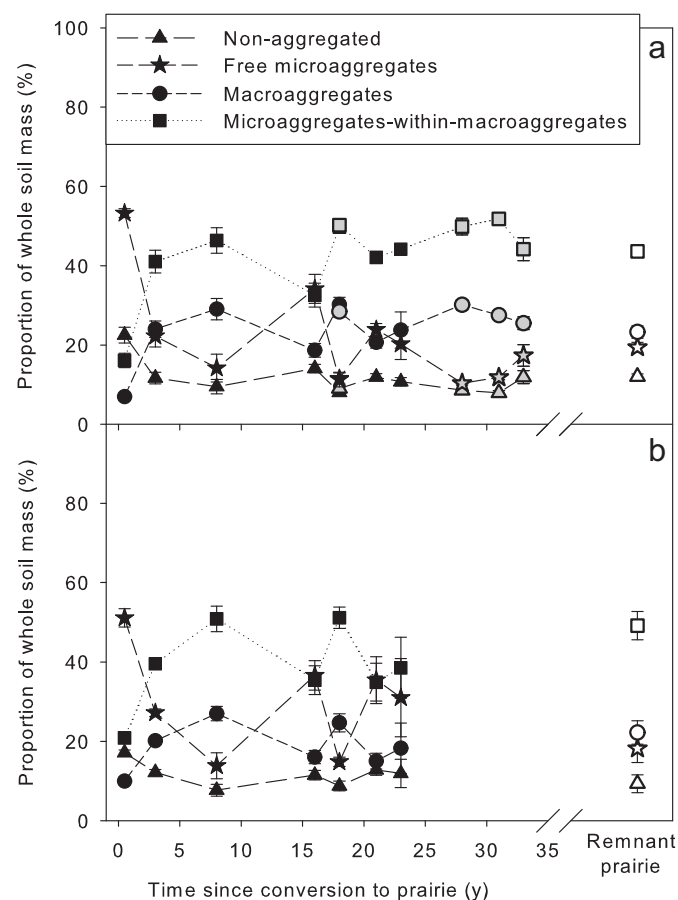 Non-aggregated
Free microaggregates
Macroaggregates
Microaggregates-within-macroaggregates
a
100
80
60
40
20
0
Proportion of whole soil mass (%)
b
80
60
40
20
0
Proportion of whole soil mass (%)
0 5 10 15 20 25 30 35
Remnant
prairie
Time since conversion to prairie (y)